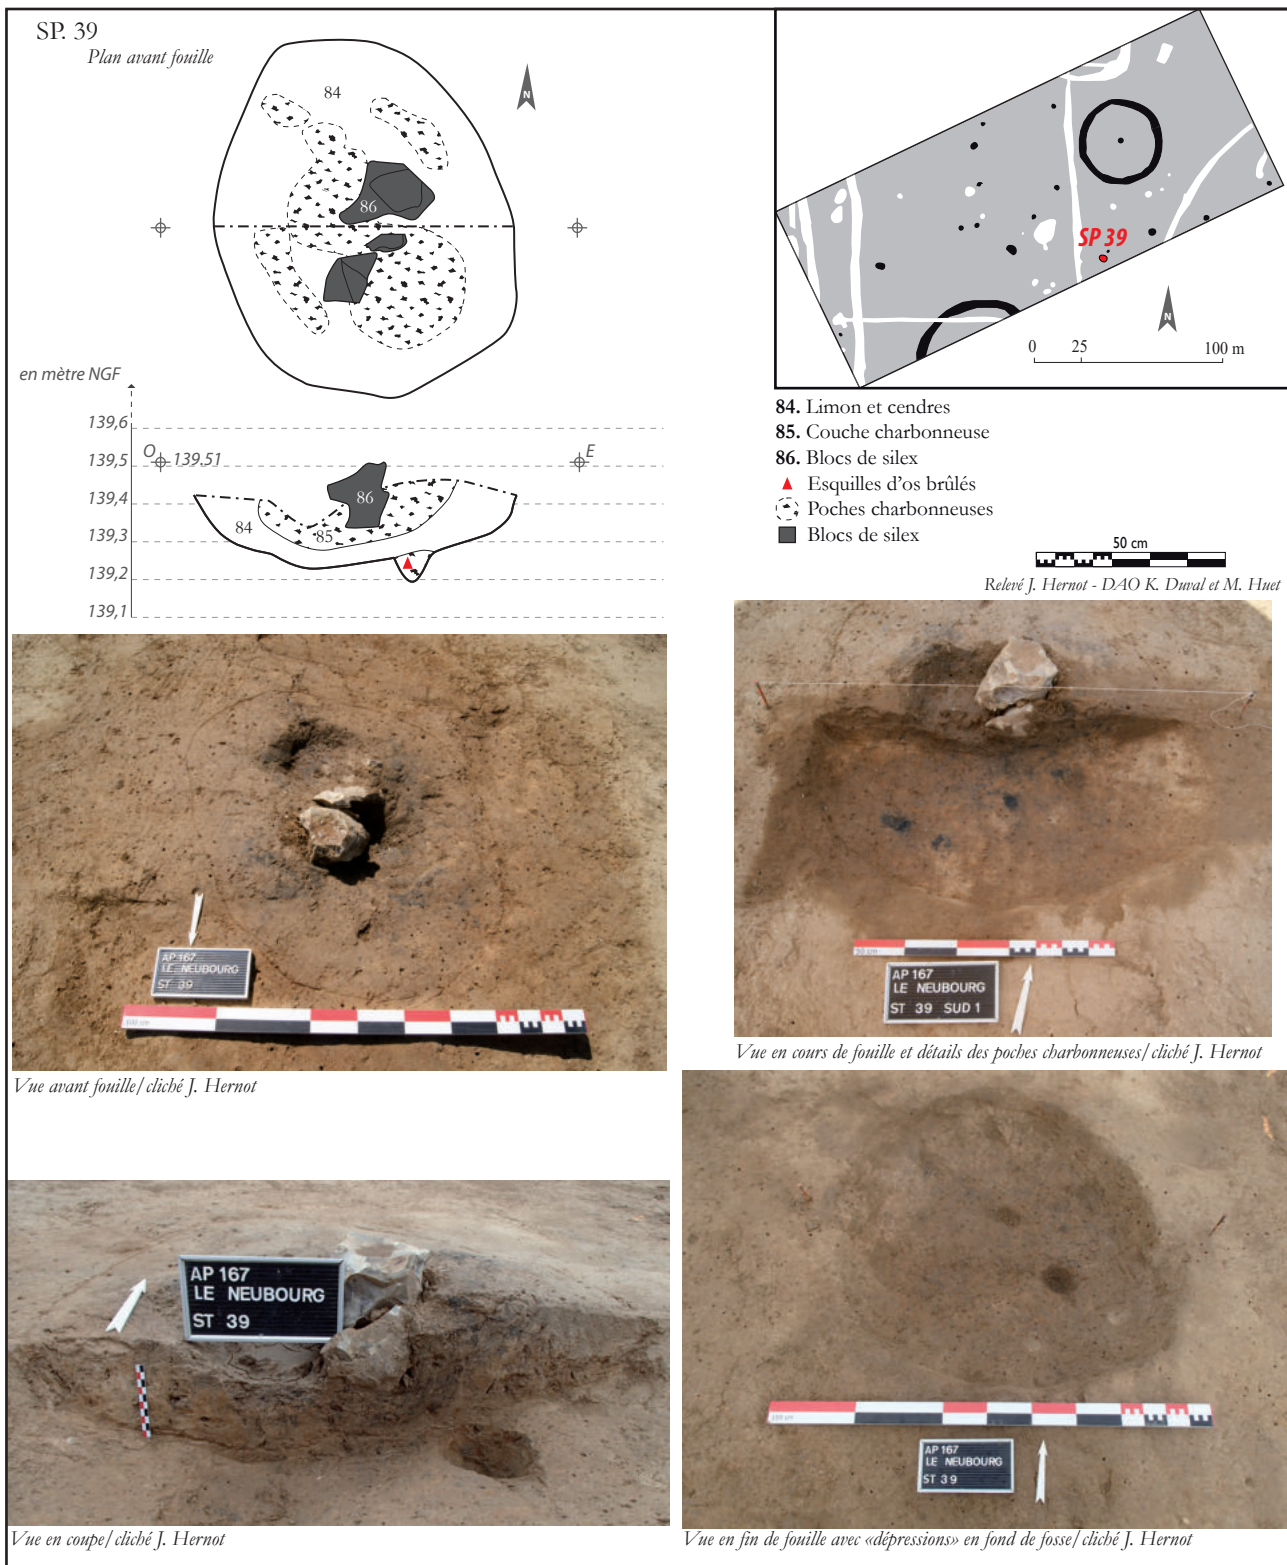 SP. 39
Plan avant fouille
84
N
86
SP 39
N
0 25 100 m
en mètre NGF
139,6
139,5
139,4
139,3
139,2
139,1
O
139.51
E
86
84
85
84. Limon et cendres
85. Couche charbonneuse
86. Blocs de silex
Esquilles d'os brûlés
Poches charbonneuses
Blocs de silex
50 cm
Relevé J. Hernot - DAO K. Duval et M. Huet
AP 167
LE NEUBOURG
ST 39
100 cm
Vue avant fouille/cliché J. Hernot
50 cm
AP 167
LE NEUBOURG
ST 39 SUD 1
Vue en cours de fouille et détails des poches charbonneuses/cliché J. Hernot
AP 167
LE NEUBOURG
ST 39
Vue en coupe/cliché J. Hernot
100 cm
AP 167
LE NEUBOURG
ST 39
Vue en fin de fouille avec «dépressions» en fond de fosse/cliché J. Hernot